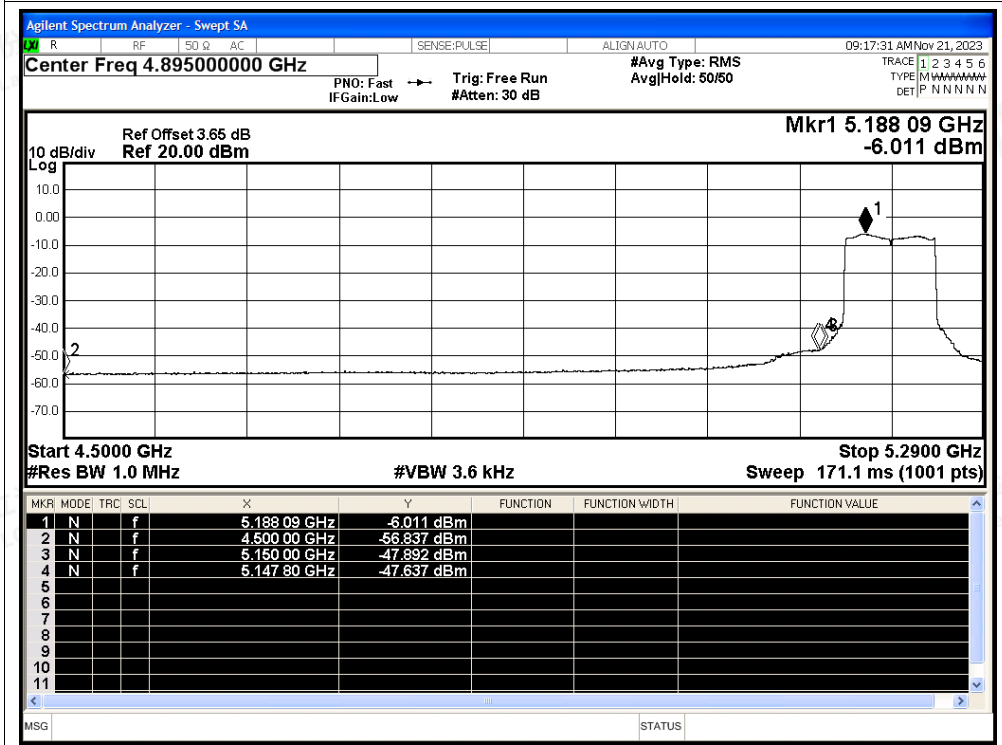 Agilent Spectrum Analyzer - Swept SA
LXI R RF 50 Ω AC SENSE:PULSE ALIGN AUTO 09:17:31 AM Nov 21, 2023
Center Freq 4.895000000 GHz
PNO: Fast
IFGain:Low
Trig: Free Run
#Atten: 30 dB
#Avg Type: RMS
Avg|Hold: 50/50
TRACE 1 2 3 4 5 6
TYPE M WWWWW
DET P N N N N N
Ref Offset 3.65 dB
10 dB/div Ref 20.00 dBm
Log
Mkr1 5.188 09 GHz
-6.011 dBm
10.0
0.00
-10.0
-20.0
-30.0
-40.0
-50.0
-60.0
-70.0
1
2
Start 4.5000 GHz Stop 5.2900 GHz
#Res BW 1.0 MHz #VBW 3.6 kHz Sweep 171.1 ms (1001 pts)
MKR MODE TRC SCL X Y FUNCTION FUNCTION WIDTH FUNCTION VALUE
1 N f 5.188 09 GHz -6.011 dBm
2 N f 4.500 00 GHz -56.837 dBm
3 N f 5.150 00 GHz -47.892 dBm
4 N f 5.147 80 GHz -47.637 dBm
5
6
7
8
9
10
11
MSG STATUS